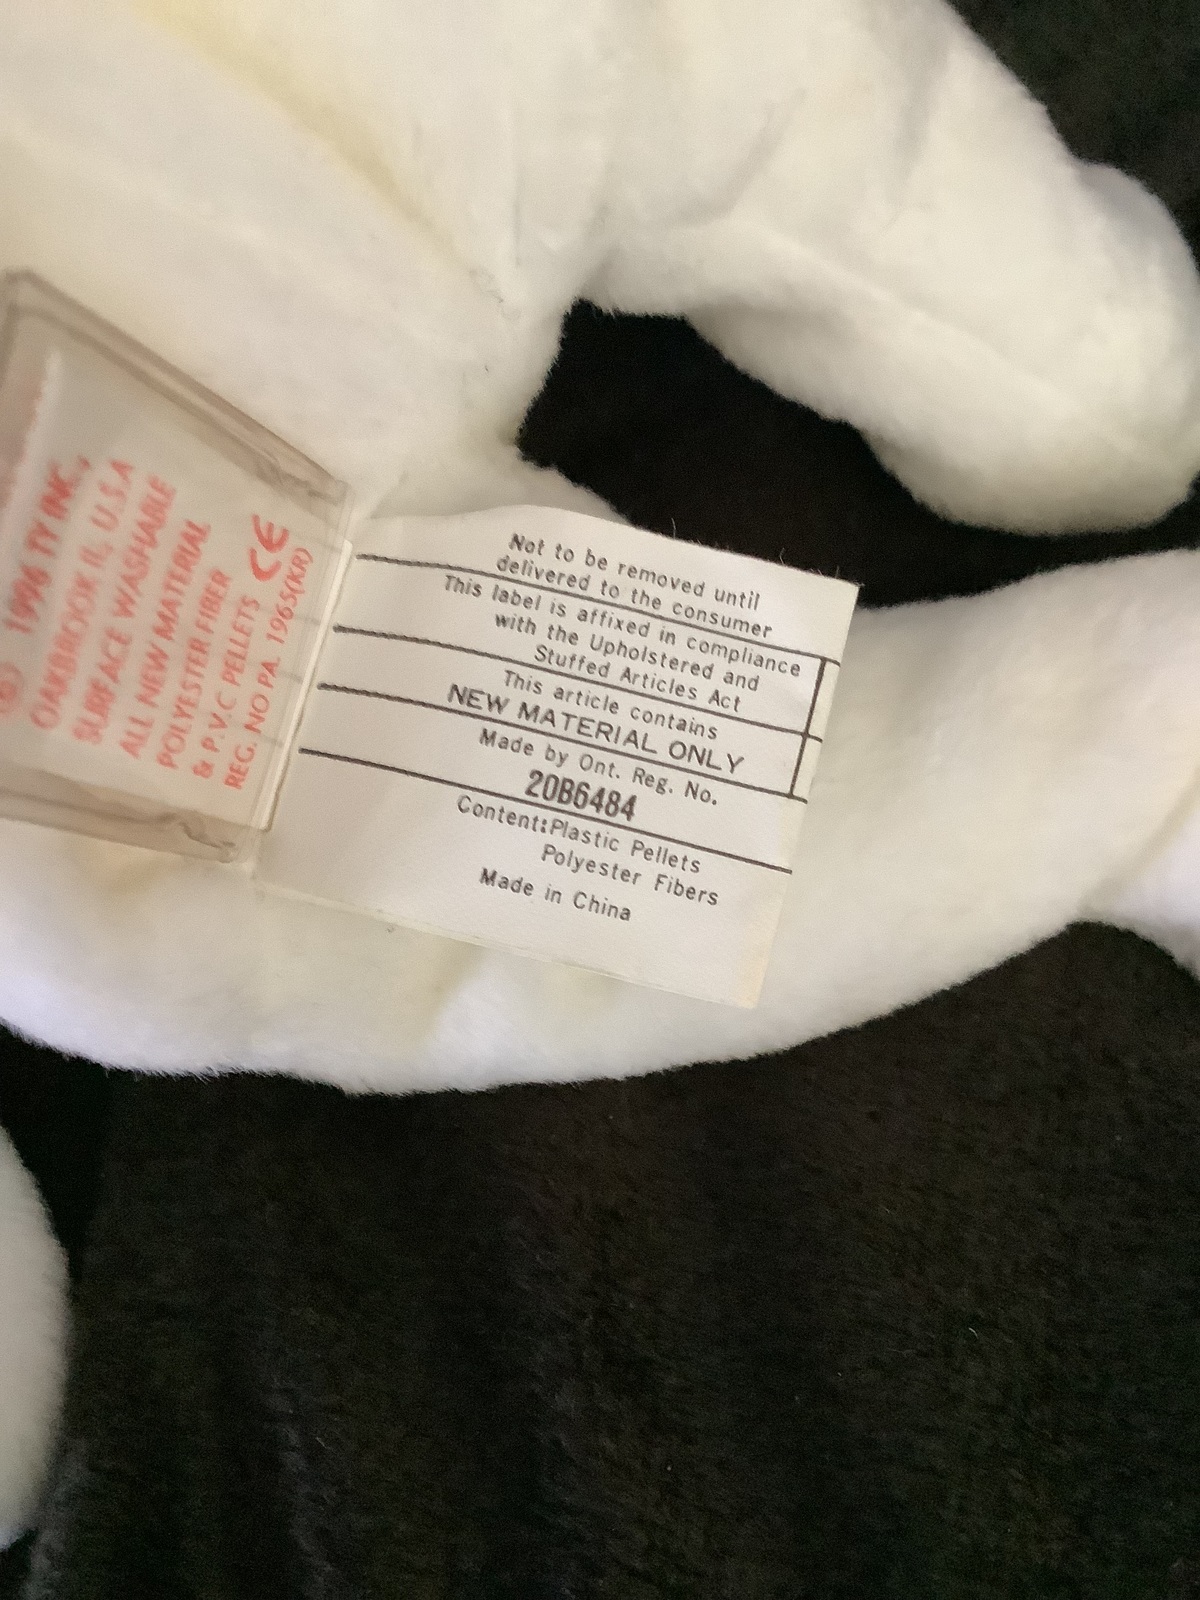 © 1996 TY INC.,
OAKBROOK IL, U.S.A
SURFACE WASHABLE
ALL NEW MATERIAL
POLYESTER FIBER
& P.V.C PELLETS CE
REG. NO PA. 1965(KR)
Not to be removed until
delivered to the consumer
This label is affixed in compliance
with the Upholstered and
Stuffed Articles Act
This article contains
NEW MATERIAL ONLY
Made by Ont. Reg. No.
20B6484
Content:Plastic Pellets
Polyester Fibers
Made in China